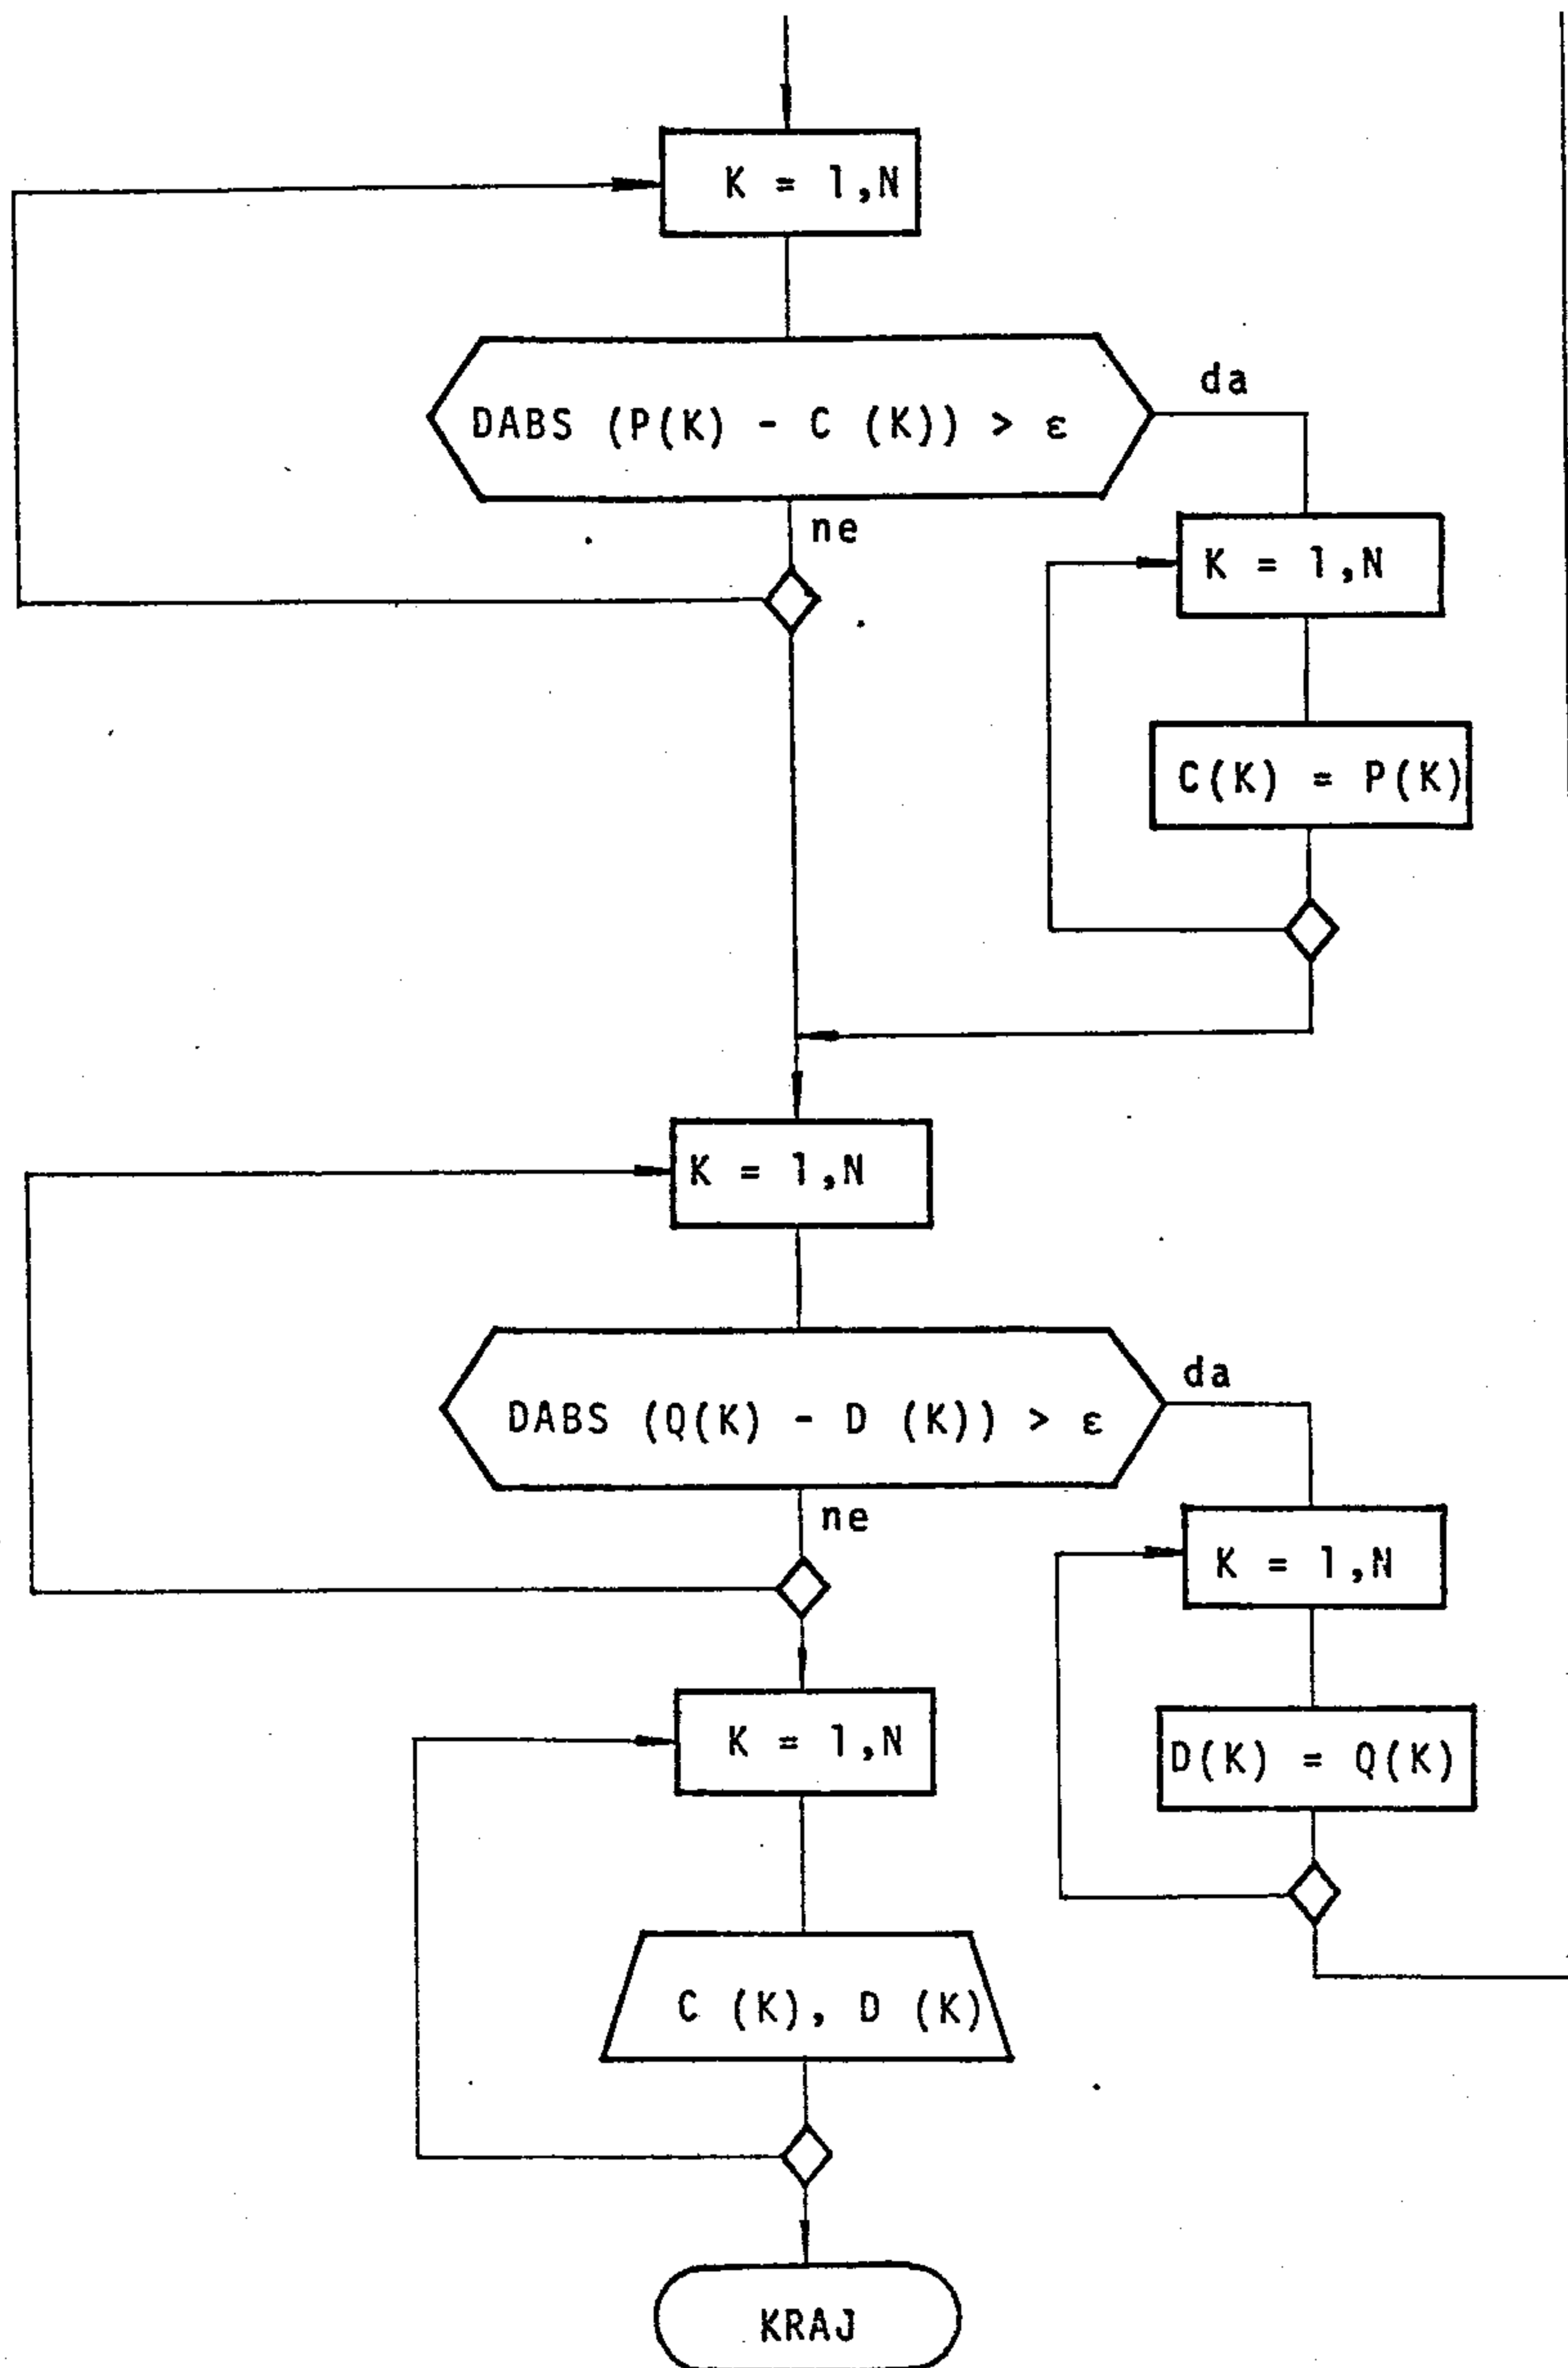 K = 1,N
da
DABS (P(K) - C (K)) > ε
ne
K = 1,N
C(K) = P(K)
K = 1,N
da
DABS (Q(K) - D (K)) > ε
ne
K = 1,N
K = 1,N
D(K) = Q(K)
C (K), D (K)
KRAJ